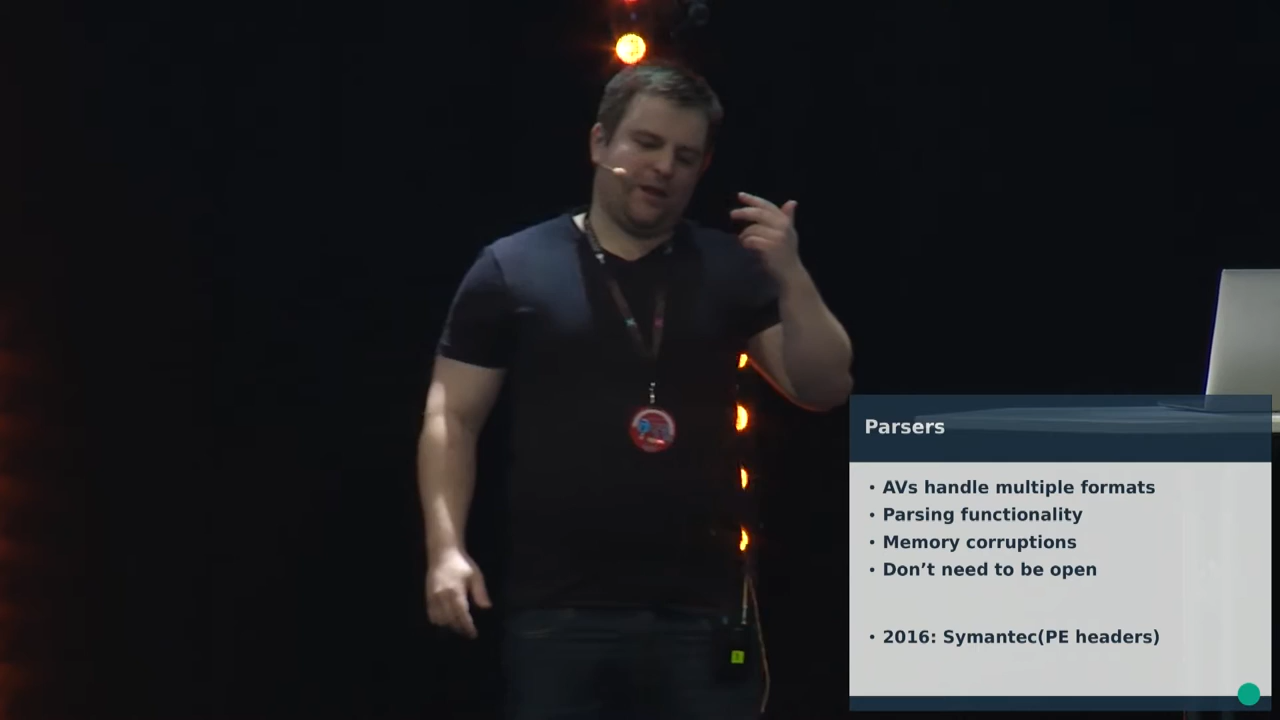 Parsers
• AVs handle multiple formats
• Parsing functionality
• Memory corruptions
• Don’t need to be open
• 2016: Symantec(PE headers)